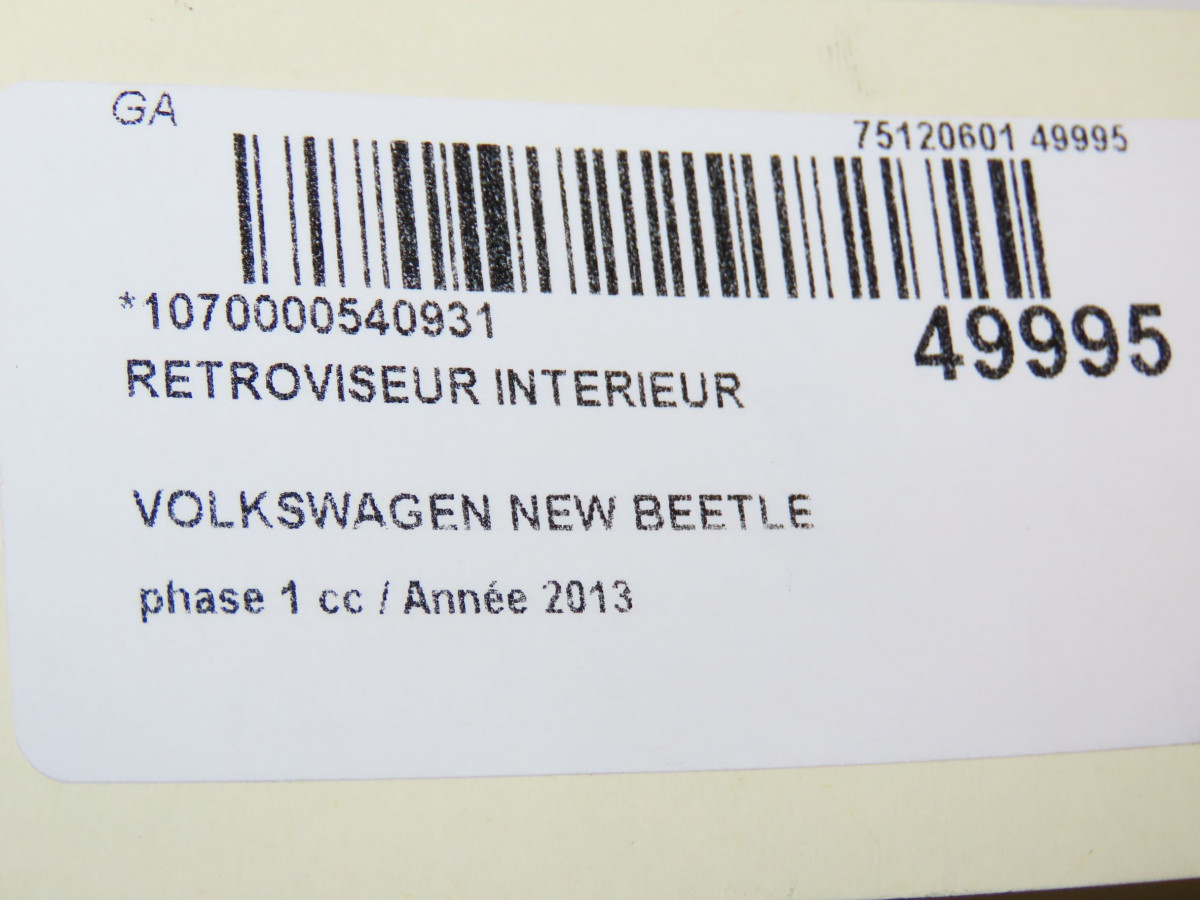 GA
75120601 49995
*1070000540931
49995
RETROVISEUR INTERIEUR
VOLKSWAGEN NEW BEETLE
phase 1 cc / Année 2013